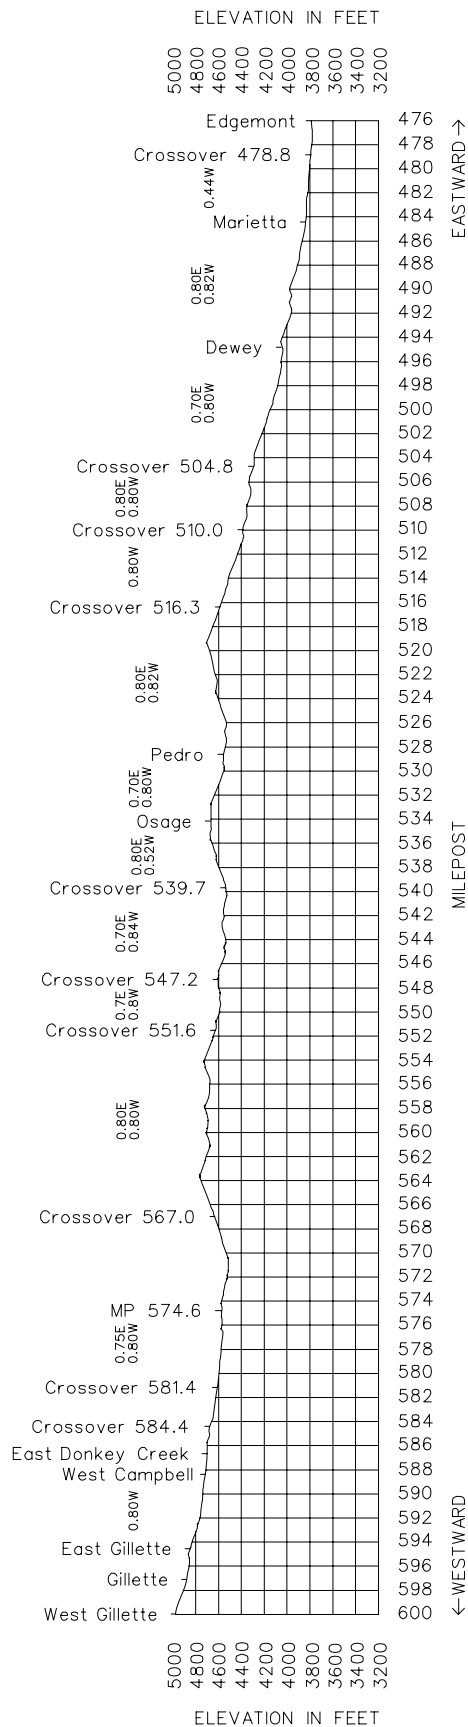 ELEVATION IN FEET
5000 4800 4600 4400 4200 4000 3800 3600 3400 3200
Edgemont 476
EASTWARD →
478
Crossover 478.8
480
0.44W
482
Marietta 484
486
488
0.80E
0.82W
490
492
494
Dewey
496
498
0.70E
0.80W
500
502
504
Crossover 504.8
506
0.80E
0.80W
508
Crossover 510.0 510
512
0.80W
514
516
Crossover 516.3
518
520
522
0.80E
0.82W
524
526
528
Pedro
530
0.70E
0.80W
532
534
Osage
MILEPOST
536
0.80E
0.52W
538
Crossover 539.7 540
542
0.70E
0.84W
544
546
Crossover 547.2
548
0.7E
0.8W
550
Crossover 551.6
552
554
556
558
0.80E
0.80W
560
562
564
566
Crossover 567.0
568
570
572
574
MP 574.6
576
0.75E
0.80W
578
580
Crossover 581.4
582
584
Crossover 584.4
586
East Donkey Creek
West Campbell 588
590
0.80W
592
594
East Gillette
596
Gillette
598
←WESTWARD
West Gillette 600
5000 4800 4600 4400 4200 4000 3800 3600 3400 3200
ELEVATION IN FEET